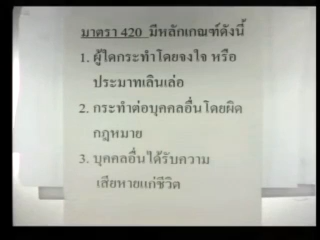 มาตรา 420 มีหลักเกณฑ์ดังนี้
1. ผู้ใดกระทำโดยจงใจ หรือ
ประมาทเลินเล่อ
2. กระทำต่อบุคคลอื่นโดยผิด
กฎหมาย
3. บุคคลอื่นได้รับความ
เสียหายแก่ชีวิต